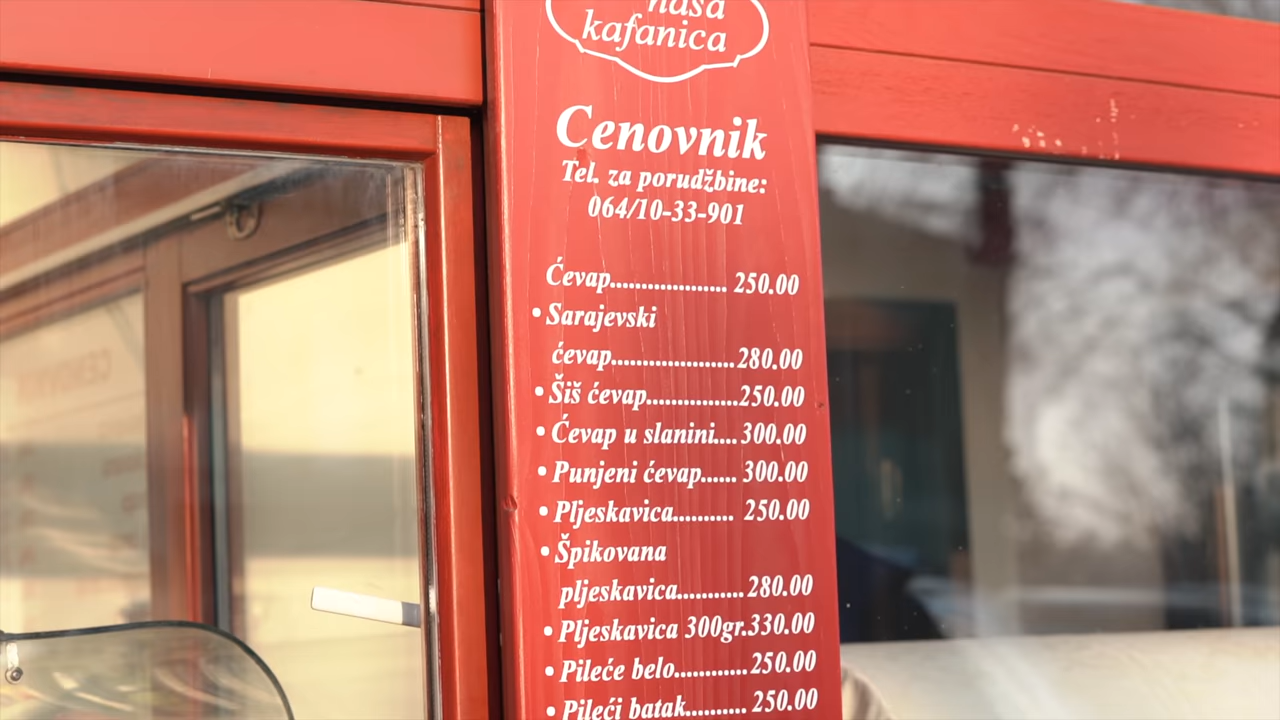 naša
kafanica
Cenovnik
Tel. za porudžbine:
064/10-33-901
Ćevap.................. 250.00
• Sarajevski
ćevap...................280.00
• Šiš ćevap..............250.00
• Ćevap u slanini.... 300.00
• Punjeni ćevap...... 300.00
• Pljeskavica.......... 250.00
• Špikovana
pljeskavica........... 280.00
• Pljeskavica 300gr.330.00
• Pileće belo............250.00
• Pileći batak.......... 250.00